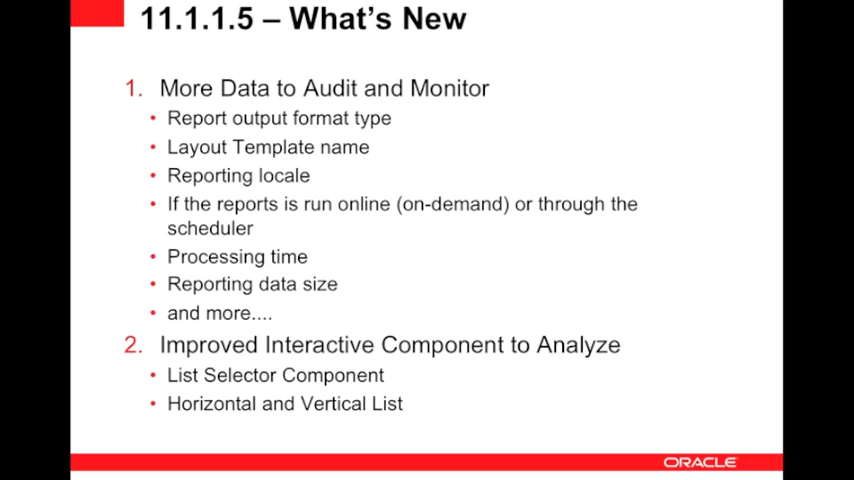 11.1.1.5 – What's New
1. More Data to Audit and Monitor
• Report output format type
• Layout Template name
• Reporting locale
• If the reports is run online (on-demand) or through the
scheduler
• Processing time
• Reporting data size
• and more....
2. Improved Interactive Component to Analyze
• List Selector Component
• Horizontal and Vertical List
ORACLE